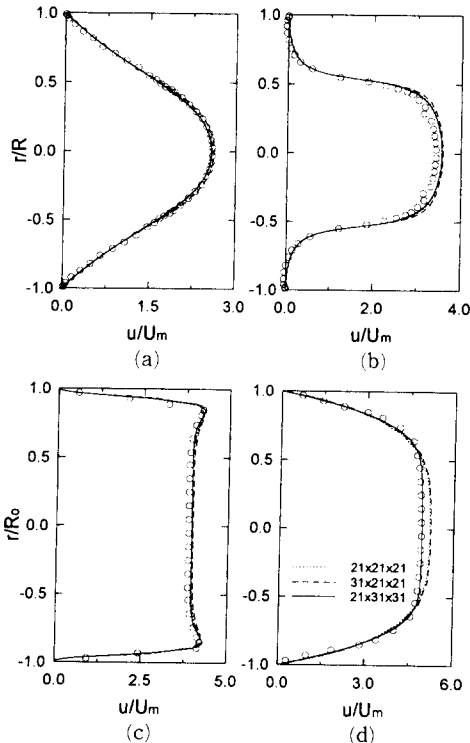 1.0
0.5
r/R
0.0
-0.5
-1.0
0.0 1.5 3.0
u/Um
(a)
1.0
0.5
0.0
-0.5
-1.0
0.0 2.0 4.0
u/Um
(b)
1.0
0.5
r/Ro
0.0
-0.5
-1.0
0.0 2.5 5.0
u/Um
(c)
1.0
0.5
0.0
21x21x21
31x21x21
21x31x31
-0.5
-1.0
0.0 3.0 6.0
u/Um
(d)